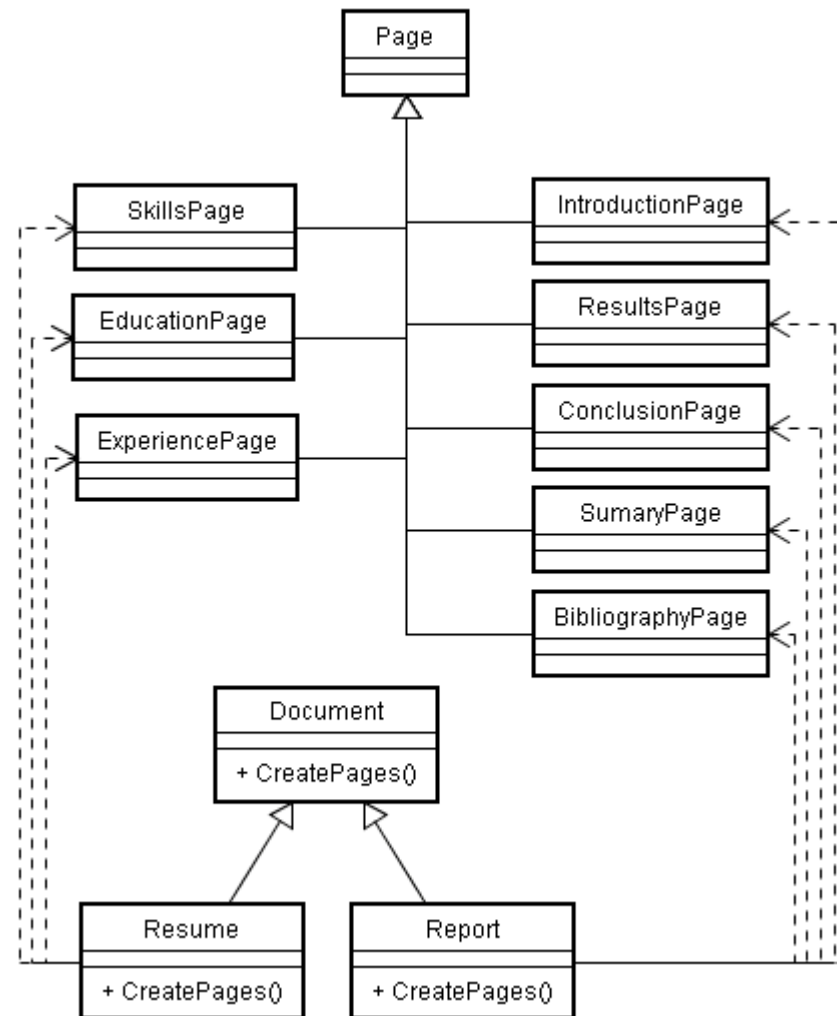 Page
SkillsPage
IntroductionPage
EducationPage
ResultsPage
ExperiencePage
ConclusionPage
SumaryPage
BibliographyPage
Document
+ CreatePages()
Resume
+ CreatePages()
Report
+ CreatePages()